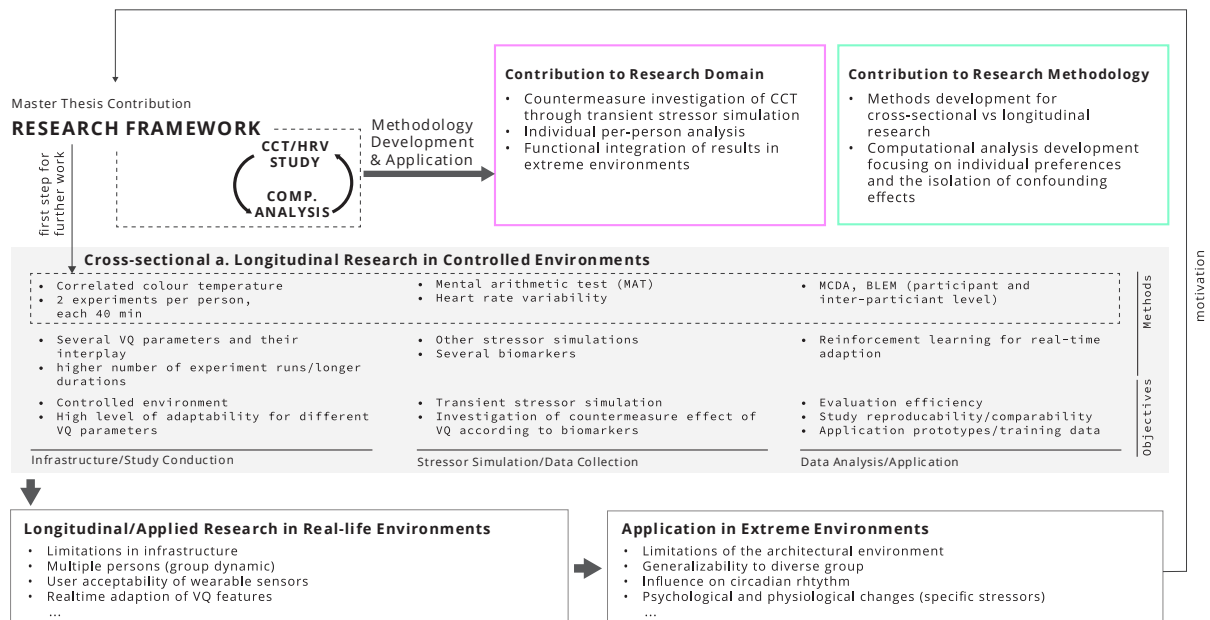 Master Thesis Contribution
RESEARCH FRAMEWORK
CCT/HRV
STUDY
COMP.
ANALYSIS
Methodology
Development
& Application
first step for
further work
Contribution to Research Domain
• Countermeasure investigation of CCT
through transient stressor simulation
• Individual per-person analysis
• Functional integration of results in
extreme environments
Contribution to Research Methodology
• Methods development for
cross-sectional vs longitudinal
research
• Computational analysis development
focusing on individual preferences
and the isolation of confounding
effects
motivation
Cross-sectional a. Longitudinal Research in Controlled Environments
• Correlated colour temperature
• 2 experiments per person,
each 40 min
• Mental arithmetic test (MAT)
• Heart rate variability
• MCDA, BLEM (participant and
inter-particiant level)
Methods
• Several VQ parameters and their
interplay
• higher number of experiment runs/longer
durations
• Other stressor simulations
• Several biomarkers
• Reinforcement learning for real-time
adaption
• Controlled environment
• High level of adaptability for different
VQ parameters
• Transient stressor simulation
• Investigation of countermeasure effect of
VQ according to biomarkers
• Evaluation efficiency
• Study reproducability/comparability
• Application prototypes/training data
Objectives
Infrastructure/Study Conduction
Stressor Simulation/Data Collection
Data Analysis/Application
Longitudinal/Applied Research in Real-life Environments
• Limitations in infrastructure
• Multiple persons (group dynamic)
• User acceptability of wearable sensors
• Realtime adaption of VQ features
...
Application in Extreme Environments
• Limitations of the architectural environment
• Generalizability to diverse group
• Influence on circadian rhtythm
• Psychological and physiological changes (specific stressors)
...